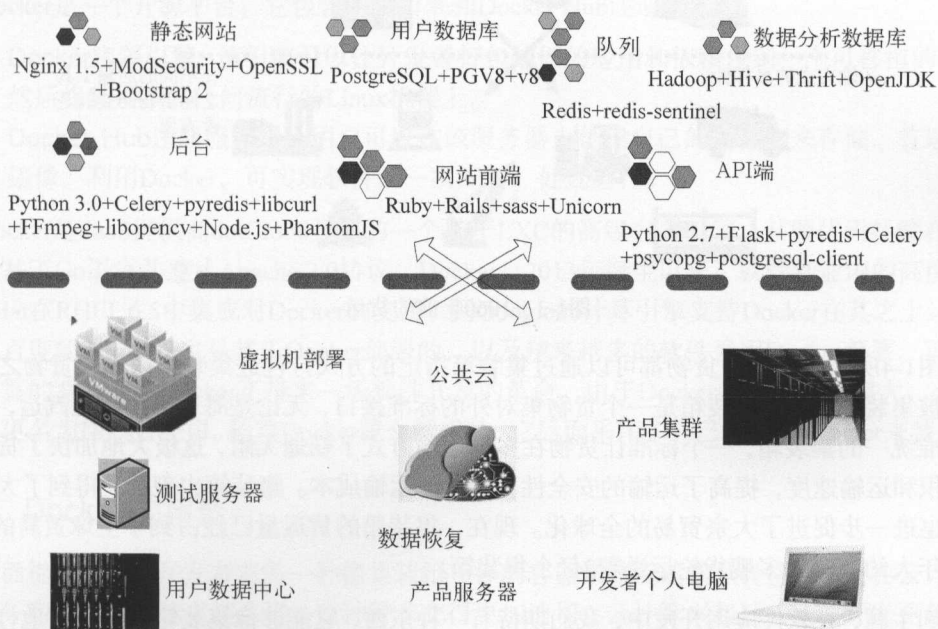 静态网站
Nginx 1.5+ModSecurity+OpenSSL
+Bootstrap 2
用户数据库
PostgreSQL+PGV8+v8
队列
Redis+redis-sentinel
数据分析数据库
Hadoop+Hive+Thrift+OpenJDK
后台
Python 3.0+Celery+pyredis+libcurl
+FFmpeg+libopencv+Node.js+PhantomJS
网站前端
Ruby+Rails+sass+Unicorn
API端
Python 2.7+Flask+pyredis+Celery
+psycopg+postgresql-client
VM
VM
VM
VMware
虚拟机部署
公共云
产品集群
测试服务器
数据恢复
用户数据中心
产品服务器
开发者个人电脑